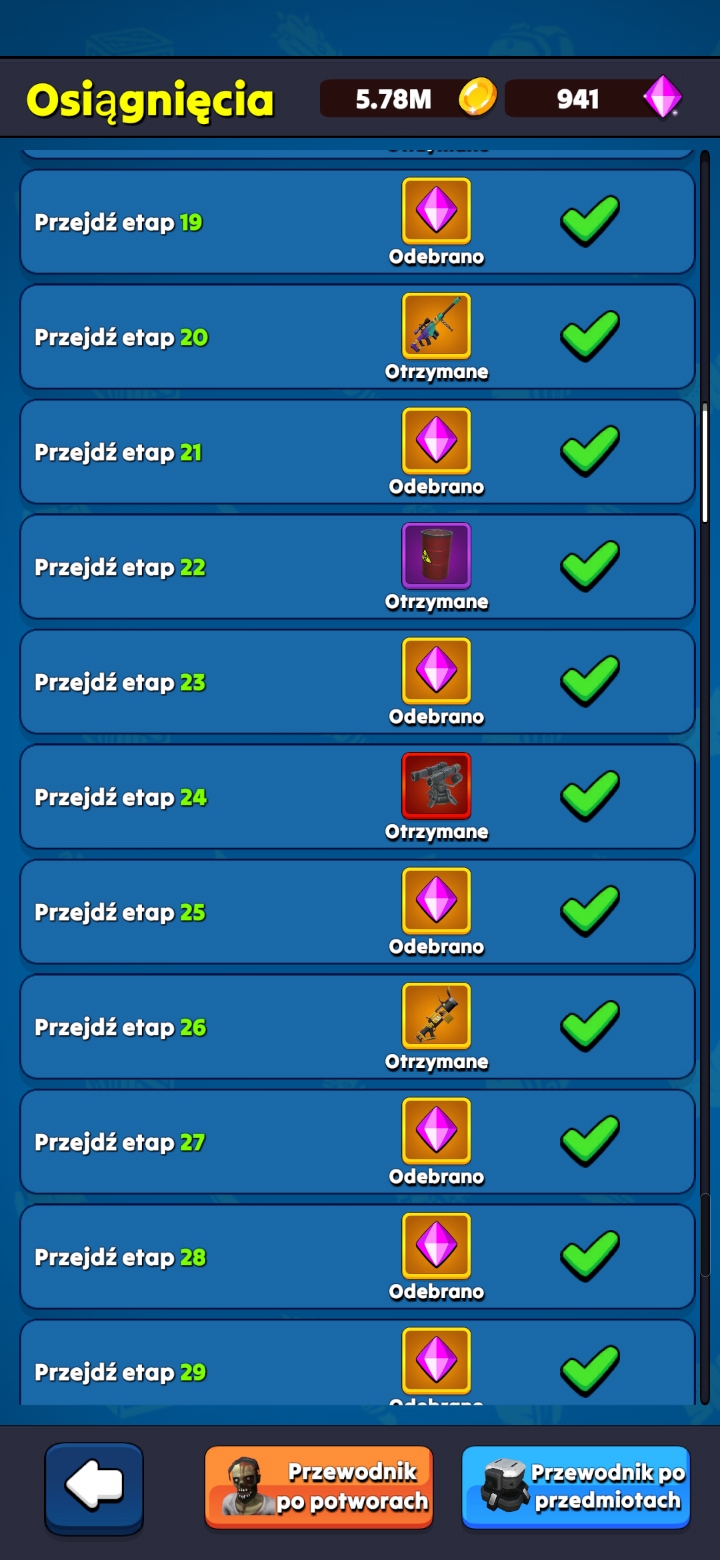 Osiągnięcia
5.78M
941
Przejdź etap 19
Odebrano
Przejdź etap 20
Otrzymane
Przejdź etap 21
Odebrano
Przejdź etap 22
Otrzymane
Przejdź etap 23
Odebrano
Przejdź etap 24
Otrzymane
Przejdź etap 25
Odebrano
Przejdź etap 26
Otrzymane
Przejdź etap 27
Odebrano
Przejdź etap 28
Odebrano
Przejdź etap 29
Przewodnik
po potworach
Przewodnik po
przedmiotach